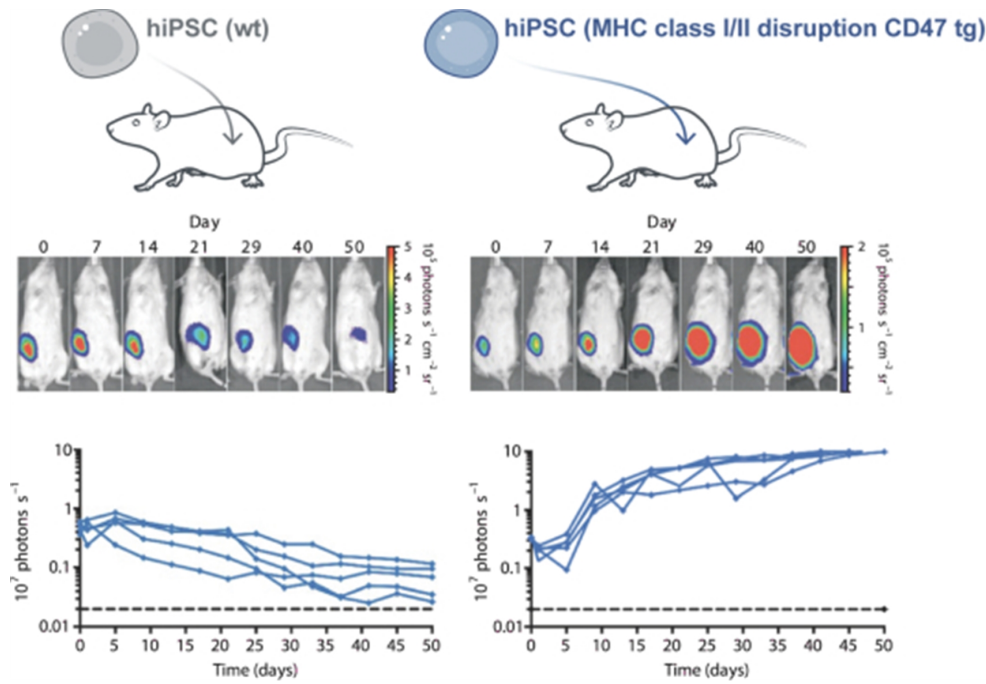 hiPSC (wt)
hiPSC (MHC class I/II disruption CD47 tg)
Day
0 7 14 21 29 40 50
5
4
3
2
1
10⁵ photons s⁻¹ cm⁻² sr⁻¹
Day
0 7 14 21 29 40 50
2
1
10⁵ photons s⁻¹ cm⁻² sr⁻¹
10⁷ photons s⁻¹
10
1
0.1
0.01
0 5 10 15 20 25 30 35 40 45 50
Time (days)
10⁷ photons s⁻¹
10
1
0.1
0.01
0 5 10 15 20 25 30 35 40 45 50
Time (days)